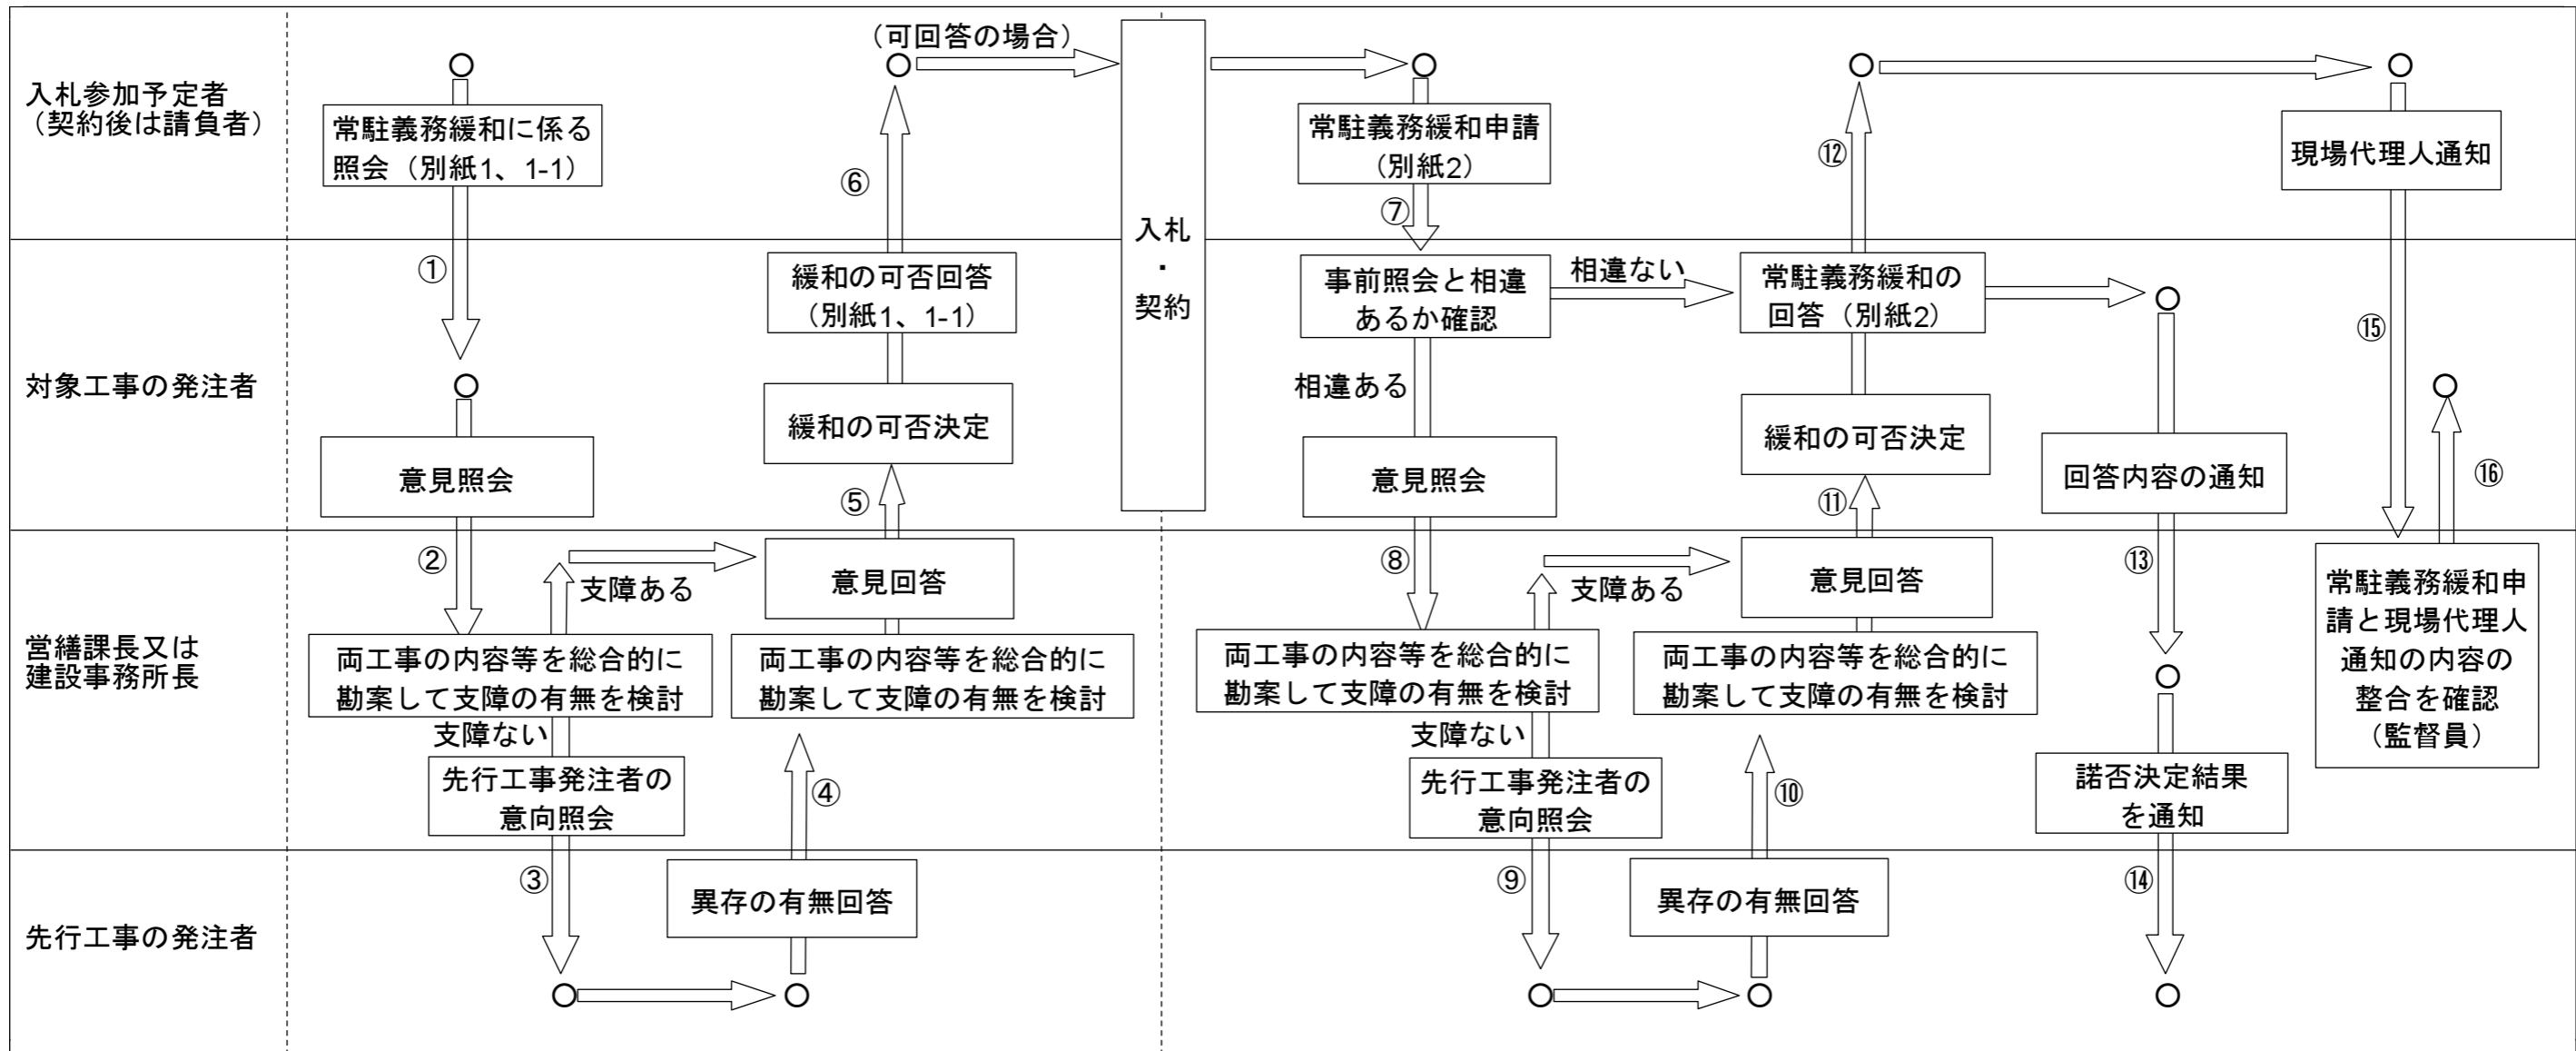 入札参加予定者
（契約後は請負者）
対象工事の発注者
営繕課長又は
建設事務所長
先行工事の発注者
常駐義務緩和に係る
照会（別紙1、1-1）
①
意見照会
②
両工事の内容等を総合的に
勘案して支障の有無を検討
支障ある
支障ない
先行工事発注者の
意向照会
③
異存の有無回答
④
両工事の内容等を総合的に
勘案して支障の有無を検討
意見回答
⑤
緩和の可否決定
緩和の可否回答
（別紙1、1-1）
⑥
（可回答の場合）
入札
・
契約
常駐義務緩和申請
（別紙2）
⑦
事前照会と相違
あるか確認
相違ない
相違ある
意見照会
⑧
両工事の内容等を総合的に
勘案して支障の有無を検討
支障ある
支障ない
先行工事発注者の
意向照会
⑨
異存の有無回答
⑩
両工事の内容等を総合的に
勘案して支障の有無を検討
意見回答
⑪
緩和の可否決定
常駐義務緩和の
回答（別紙2）
⑫
回答内容の通知
⑬
諾否決定結果
を通知
⑭
現場代理人通知
⑮
常駐義務緩和申
請と現場代理人
通知の内容の
整合を確認
（監督員）
⑯